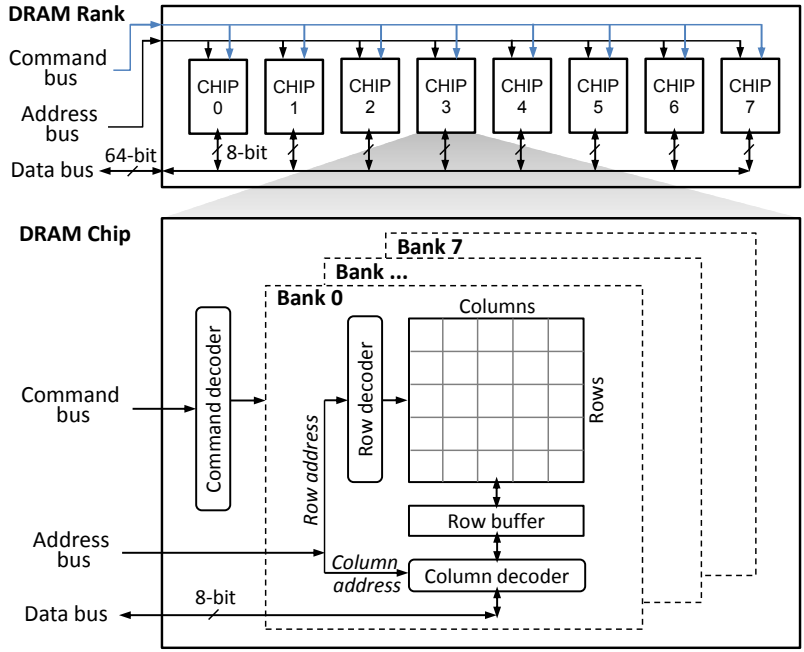 DRAM Rank
Command
bus
Address
bus
64-bit
Data bus
CHIP
0
CHIP
1
CHIP
2
CHIP
3
CHIP
4
CHIP
5
CHIP
6
CHIP
7
8-bit
DRAM Chip
Bank 7
Bank ...
Bank 0
Columns
Rows
Command decoder
Row decoder
Command
bus
Row address
Row buffer
Address
bus
Column
address
Column decoder
Data bus
8-bit